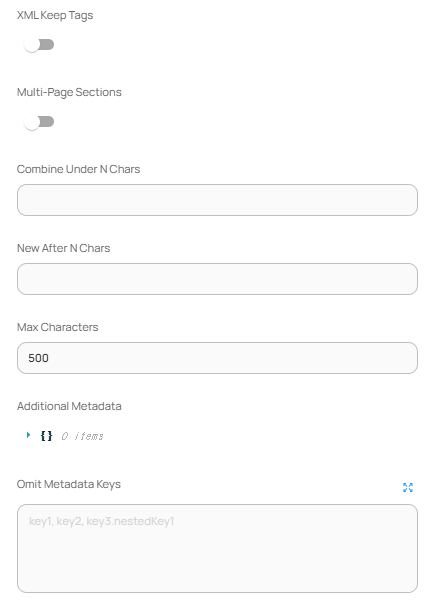 XML Keep Tags
Multi-Page Sections
Combine Under N Chars
New After N Chars
Max Characters
500
Additional Metadata
{} 0 items
Omit Metadata Keys
key1, key2, key3.nestedKey1